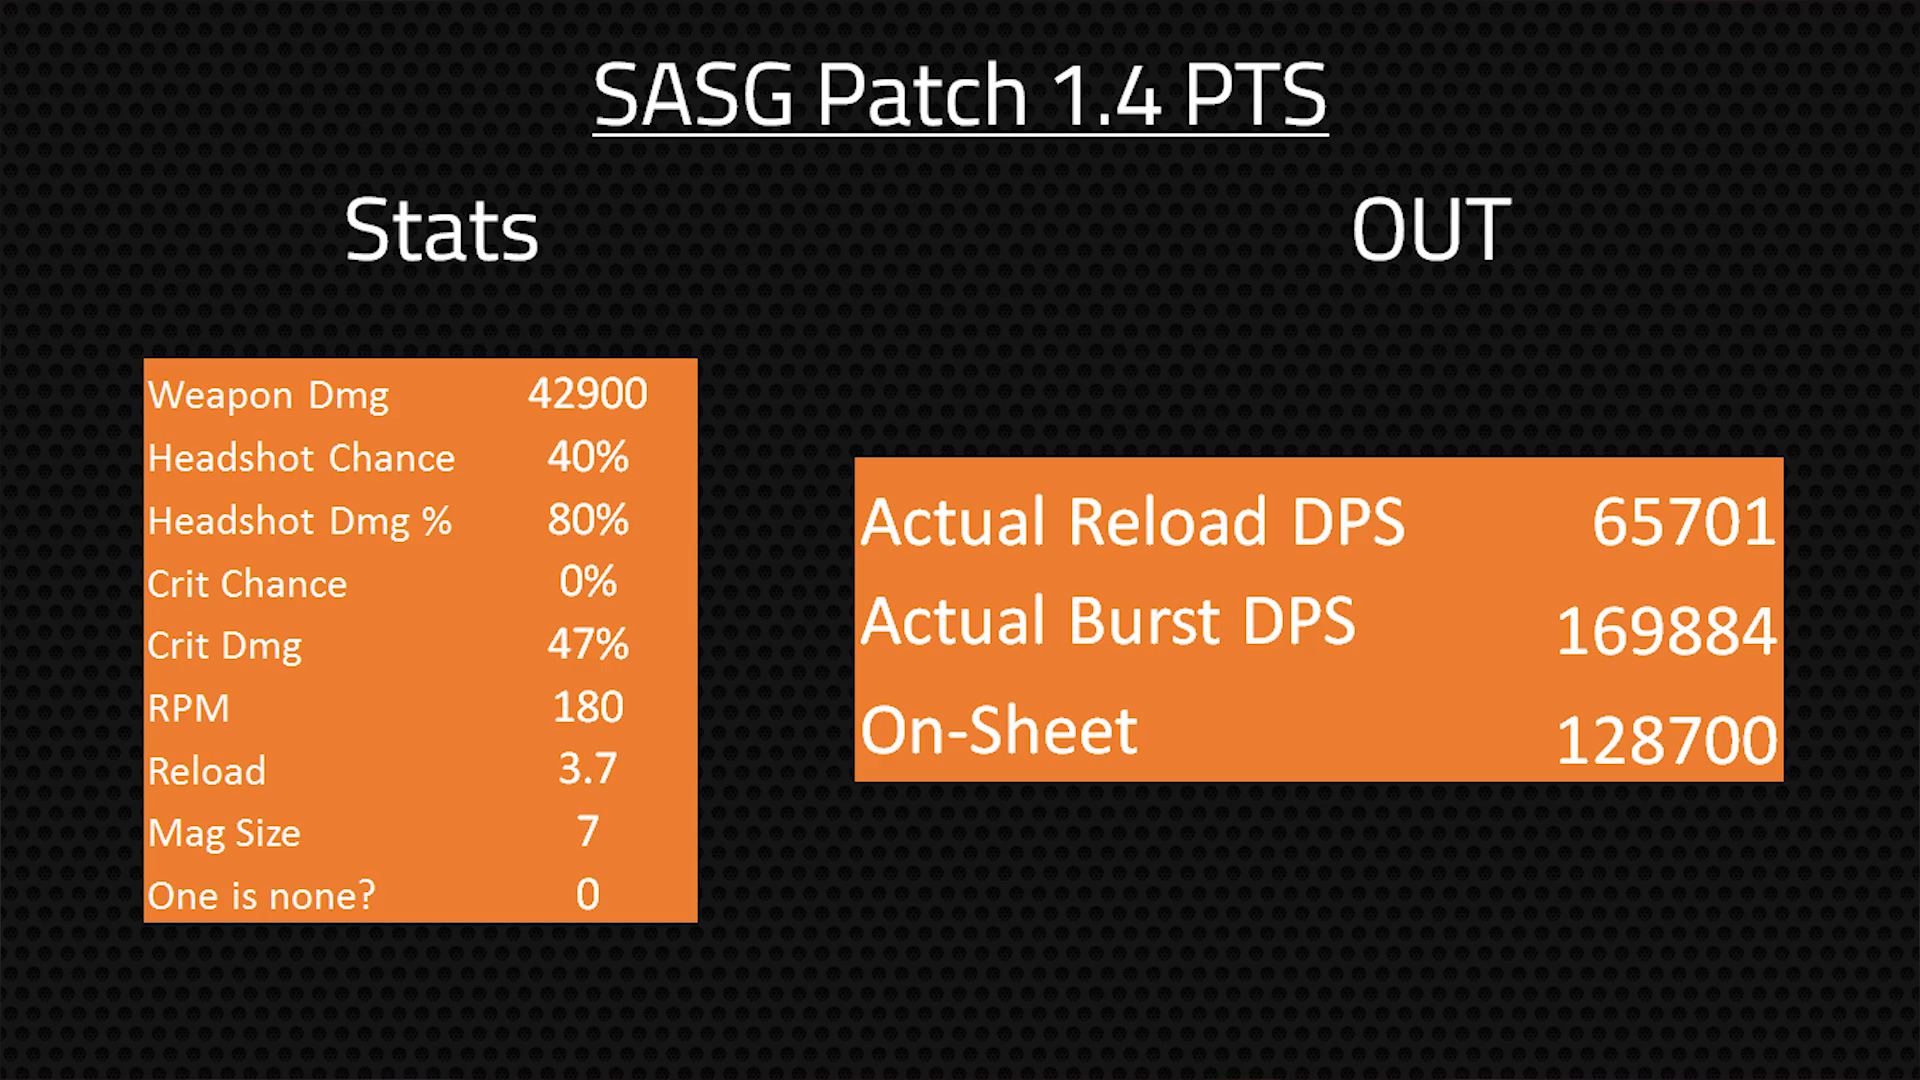 SASG Patch 1.4 PTS
Stats
OUT
Weapon Dmg 42900
Headshot Chance 40%
Headshot Dmg % 80%
Crit Chance 0%
Crit Dmg 47%
RPM 180
Reload 3.7
Mag Size 7
One is none? 0
Actual Reload DPS 65701
Actual Burst DPS 169884
On-Sheet 128700